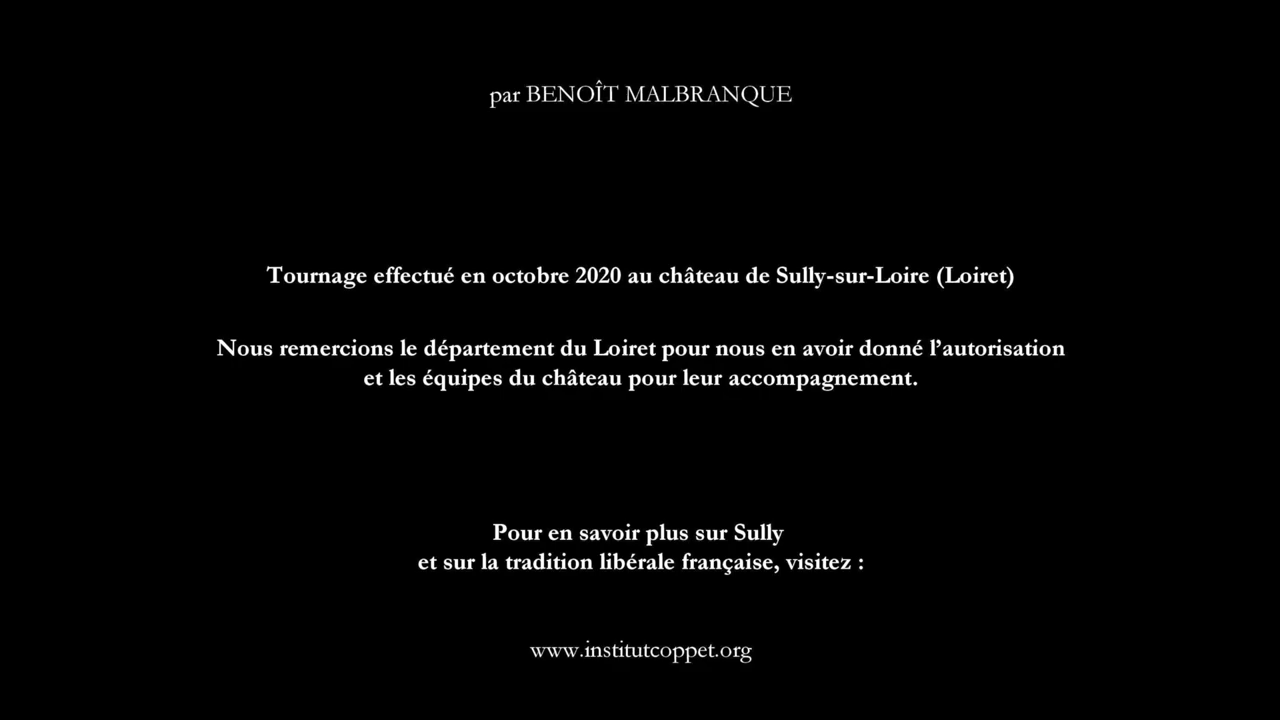 par BENOÎT MALBRANQUE
Tournage effectué en octobre 2020 au château de Sully-sur-Loire (Loiret)
Nous remercions le département du Loiret pour nous en avoir donné l’autorisation
et les équipes du château pour leur accompagnement.
Pour en savoir plus sur Sully
et sur la tradition libérale française, visitez :
www.institutcoppet.org